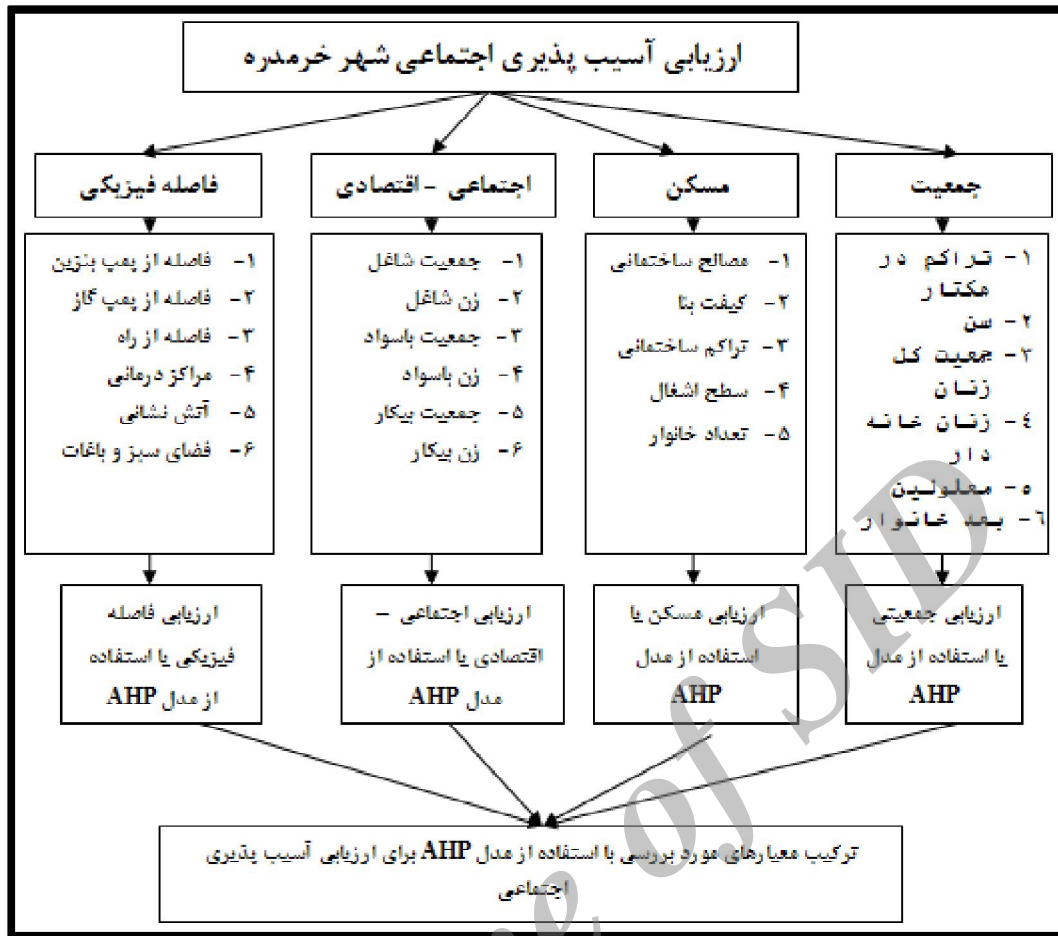 ارزیابی آسیب پذیری اجتماعی شهر خرمدره
جمعیت
مسکن
اجتماعی - اقتصادی
فاصله فیزیکی
۱- تراکم در
هکتار
۲- سن
۳- جمعیت کل
زنان
٤- زنان خانه
دار
٥- معلولین
٦- بعد خانوار
۱- مصالح ساختمانی
۲- کیفت بنا
۳- تراکم ساختمانی
۴- سطح اشغال
۵- تعداد خانوار
۱- جمعیت شاغل
۲- زن شاغل
۳- جمعیت باسواد
۴- زن باسواد
۵- جمعیت بیکار
۶- زن بیکار
۱- فاصله از پمپ بنزین
۲- فاصله از پمپ گاز
۳- فاصله از راه
۴- مراکز درمانی
۵- آتش نشانی
۶- فضای سبز و باغات
ارزیابی جمعیتی
با استفاده از مدل
AHP
ارزیابی مسکن با
استفاده از مدل
AHP
ارزیابی اجتماعی –
اقتصادی با استفاده از
مدل AHP
ارزیابی فاصله
فیزیکی با استفاده
از مدل AHP
ترکیب معیارهای مورد بررسی با استفاده از مدل AHP برای ارزیابی آسیب پذیری
اجتماعی
e of SID